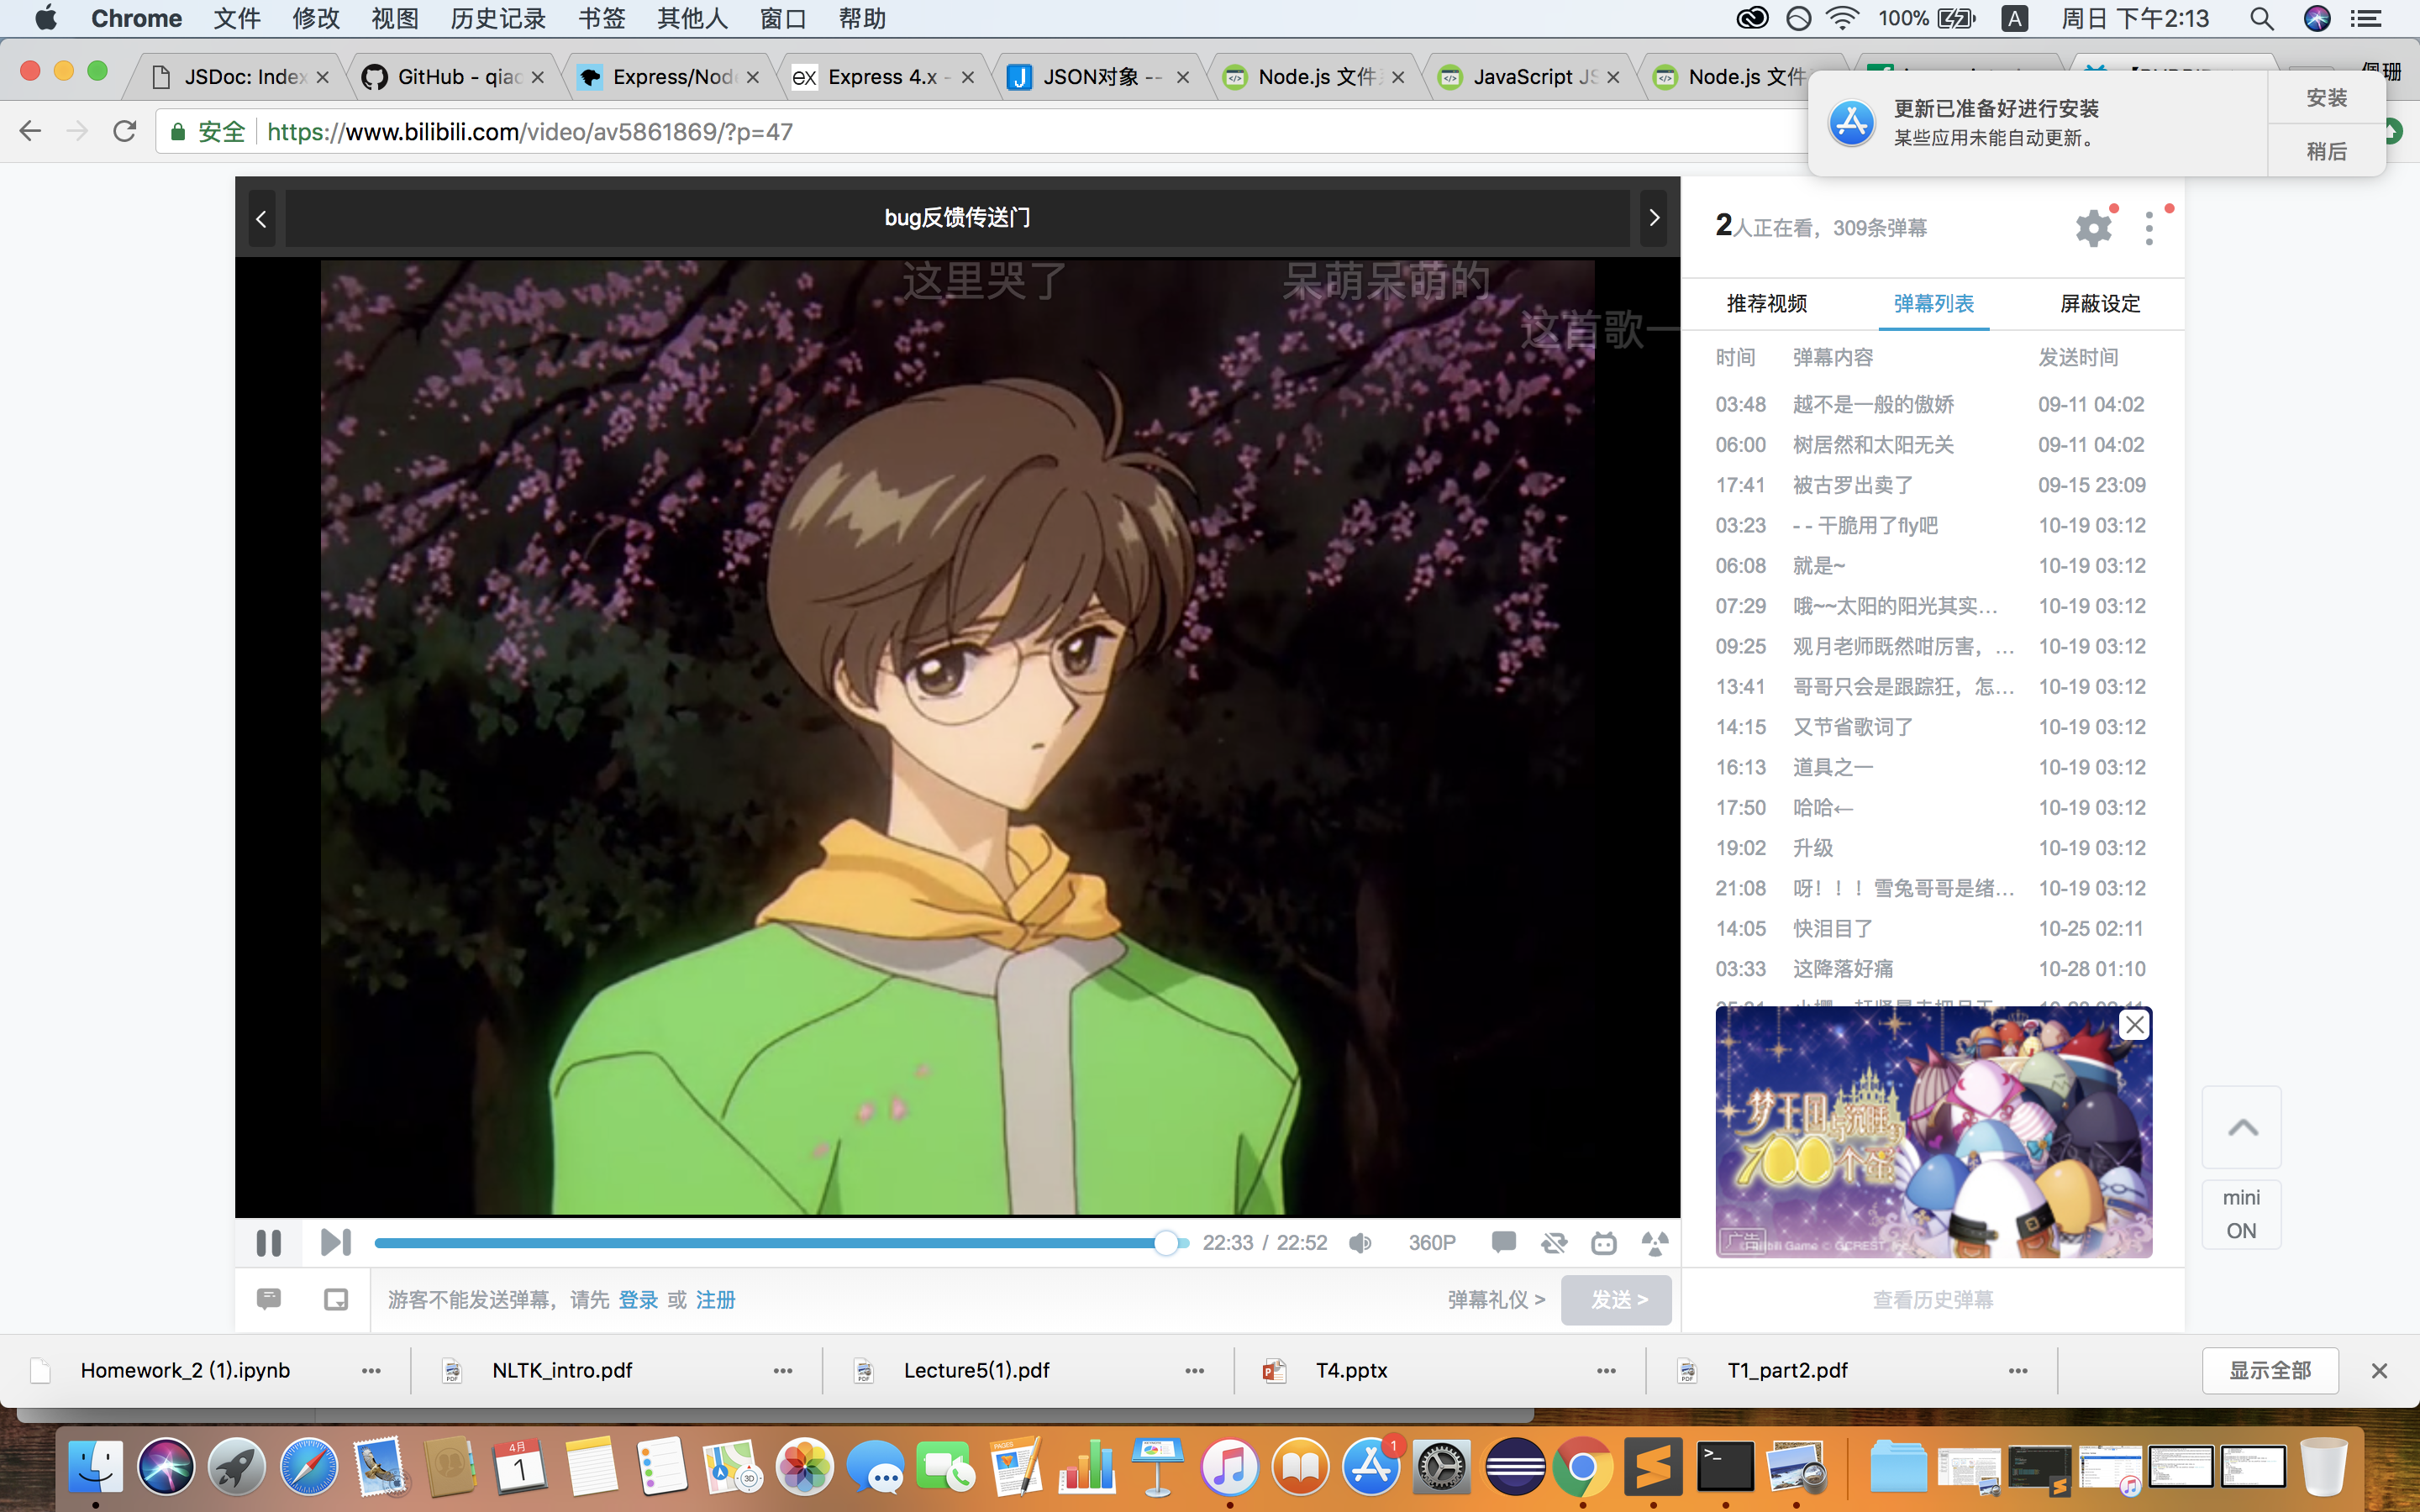 Chrome 文件 修改 视图 历史记录 书签 其他人 窗口 帮助 100% A 周日 下午2:13
JSDoc: Index
GitHub - qiao
Express/Node
Express 4.x -
JSON对象 --
Node.js 文件
JavaScript JS
Node.js 文件
佩珊
安全 https://www.bilibili.com/video/av5861869/?p=47
更新已准备好进行安装
某些应用未能自动更新。
安装
稍后
bug反馈传送门
这里哭了
呆萌呆萌的
这首歌一
2人正在看，309条弹幕
推荐视频 弹幕列表 屏蔽设定
时间 弹幕内容 发送时间
03:48 越不是一般的傲娇 09-11 04:02
06:00 树居然和太阳无关 09-11 04:02
17:41 被古罗出卖了 09-15 23:09
03:23 - - 干脆用了fly吧 10-19 03:12
06:08 就是~ 10-19 03:12
07:29 哦~~太阳的阳光其实... 10-19 03:12
09:25 观月老师既然咁厉害，... 10-19 03:12
13:41 哥哥只会是跟踪狂，怎... 10-19 03:12
14:15 又节省歌词了 10-19 03:12
16:13 道具之一 10-19 03:12
17:50 哈哈← 10-19 03:12
19:02 升级 10-19 03:12
21:08 呀！！！雪兔哥哥是绪... 10-19 03:12
14:05 快泪目了 10-25 02:11
03:33 这降落好痛 10-28 01:10
梦王国与沉睡的
100个蛋
广告
mini
ON
22:33 / 22:52 360P
游客不能发送弹幕，请先 登录 或 注册 弹幕礼仪 > 发送 >
查看历史弹幕
Homework_2 (1).ipynb
NLTK_intro.pdf
Lecture5(1).pdf
T4.pptx
T1_part2.pdf
显示全部
4月
1
3D
PAGES
1